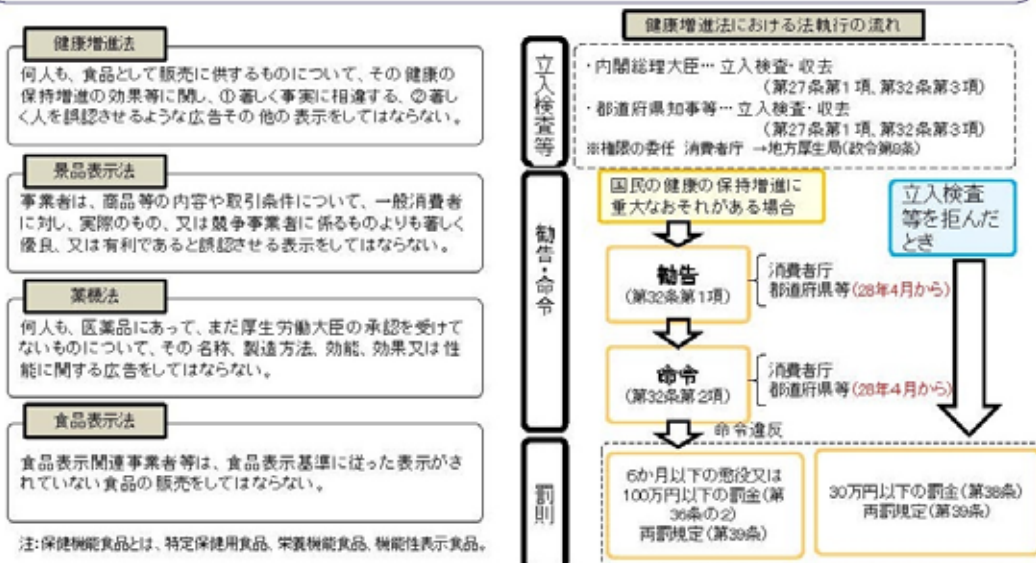 健康増進法
何人も、食品として販売に供するものについて、その健康の
保持増進の効果等に関し、①著しく事実に相違する、②著し
く人を誤認させるような広告その他の表示をしてはならない。
景品表示法
事業者は、商品等の内容や取引条件について、一般消費者
に対し、実際のもの、又は競争事業者に係るものよりも著しく
優良、又は有利であると誤認させる表示をしてはならない。
薬機法
何人も、医薬品にあって、まだ厚生労働大臣の承認を受けて
ないものについて、その名称、製造方法、効能、効果又は性
能に関する広告をしてはならない。
食品表示法
食品表示関連事業者等は、食品表示基準に従った表示がさ
れていない食品の販売をしてはならない。
注:保健機能食品とは、特定保健用食品、栄養機能食品、機能性表示食品。
健康増進法における法執行の流れ
立入検査等
・内閣総理大臣… 立入検査・収去
(第27条第1項、第32条第3項)
・都道府県知事等… 立入検査・収去
(第27条第1項、第32条第3項)
※権限の委任 消費者庁 →地方厚生局(政令第9条)
勧告・命令
国民の健康の保持増進に
重大なおそれがある場合
立入検査
等を拒んだ
とき
勧告
(第32条第1項)
消費者庁
都道府県等(28年4月から)
命令
(第32条第2項)
消費者庁
都道府県等(28年4月から)
命令違反
罰則
6か月以下の懲役又は
100万円以下の罰金(第
36条の2)
両罰規定(第39条)
30万円以下の罰金(第38条)
両罰規定(第39条)